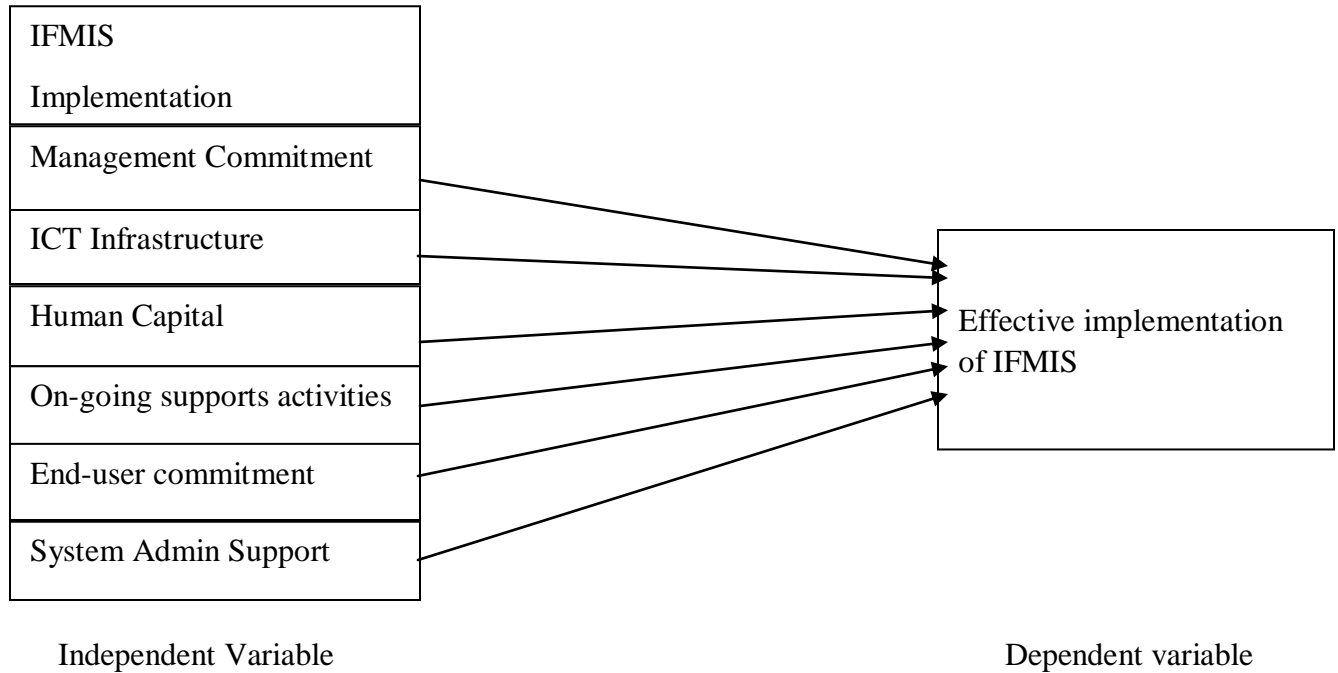 IFMIS
Implementation
Management Commitment
ICT Infrastructure
Human Capital
On-going supports activities
End-user commitment
System Admin Support
Effective implementation
of IFMIS
Independent Variable
Dependent variable